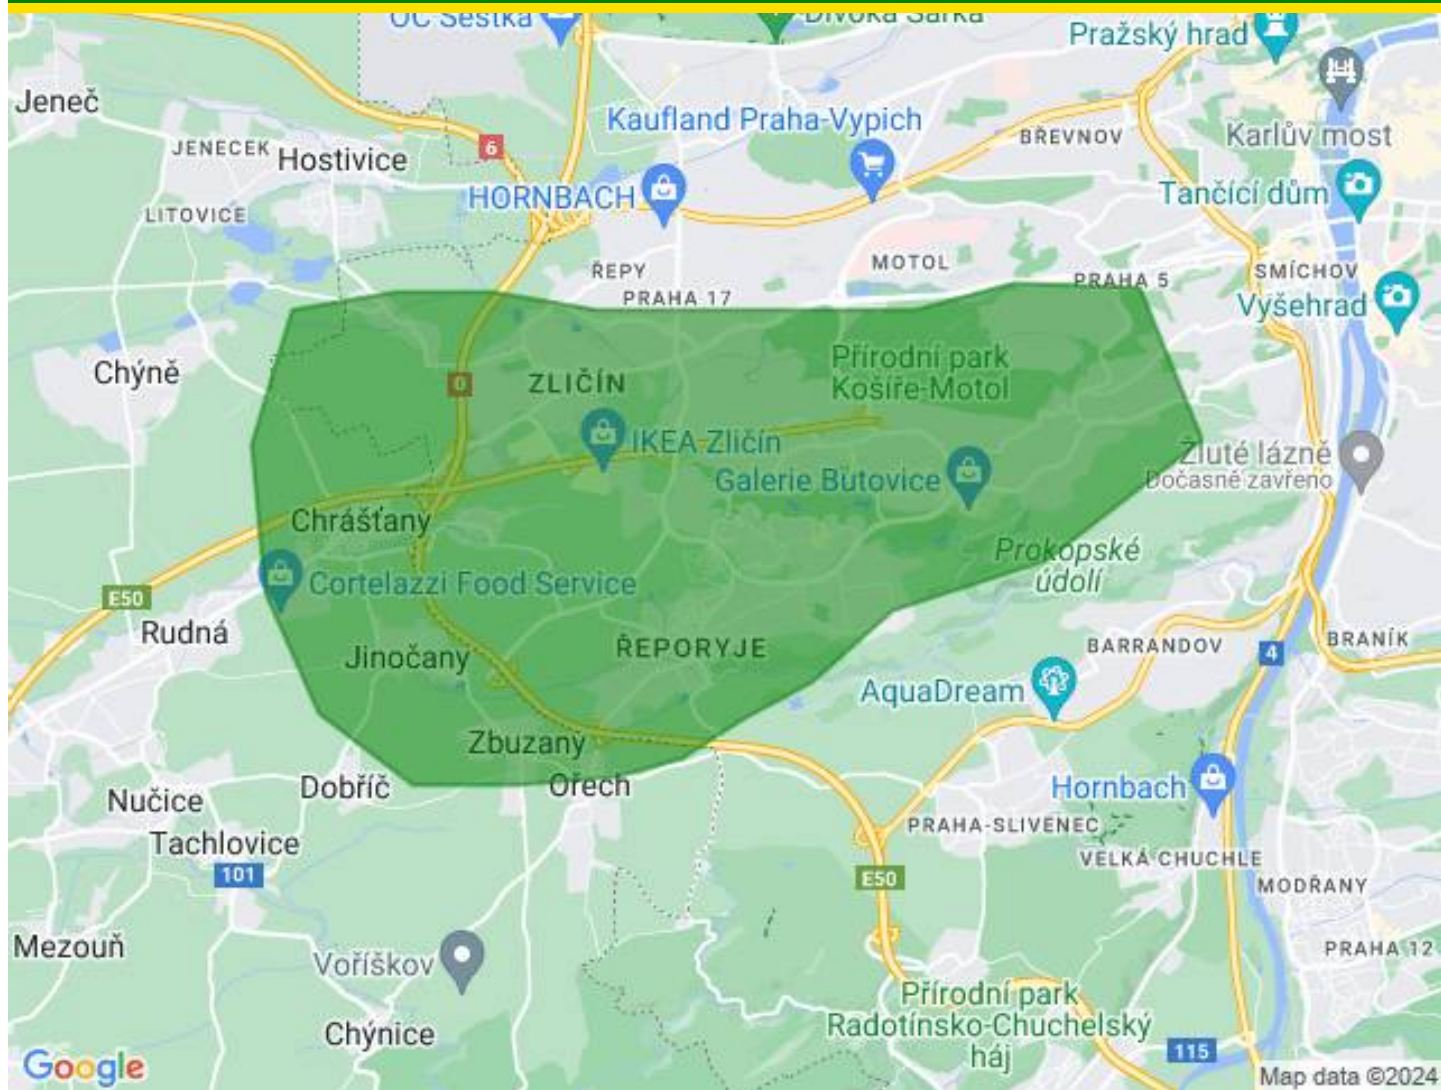 OC Šestka
Divoká Šárka
Pražský hrad
Jeneč
Kaufland Praha-Vypich
BŘEVNOV
Karlův most
JENEČEK
Hostivice
6
HORNBACH
Tančící dům
LITOVICE
ŘEPY
MOTOL
SMÍCHOV
PRAHA 17
PRAHA 5
Vyšehrad
Chýně
0
ZLIČÍN
Přírodní park
Košíře-Motol
IKEA Zličín
Galerie Butovice
Žluté lázně
Dočasně zavřeno
Chrášťany
Prokopské
údolí
Cortelazzi Food Service
E50
Rudná
Jinočany
ŘEPORYJE
BARRANDOV
4
BRANÍK
AquaDream
Zbuzany
Dobříč
Ořech
Hornbach
Nučice
PRAHA-SLIVENEC
Tachlovice
VELKÁ CHUCHLE
101
E50
MODŘANY
Mezouň
Voříškov
PRAHA 12
Přírodní park
Radotínsko-Chuchelský
háj
Chýnice
115
Google
Map data ©2024